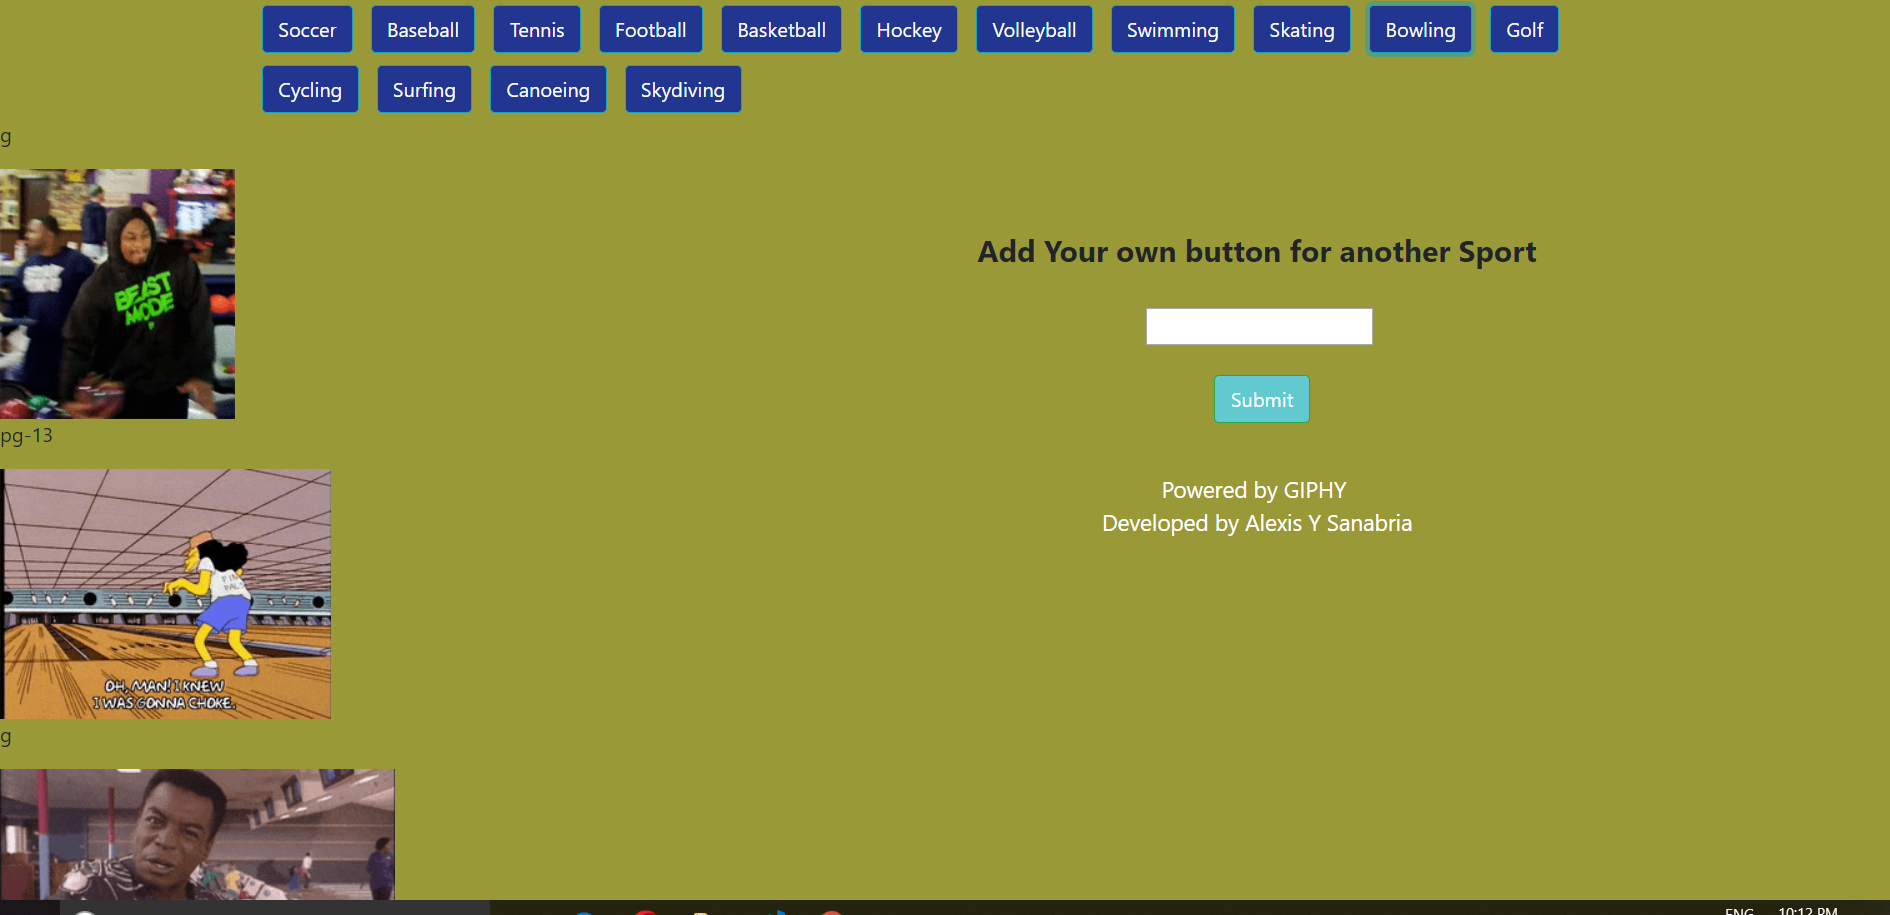 Soccer Baseball Tennis Football Basketball Hockey Volleyball Swimming Skating Bowling Golf
Cycling Surfing Canoeing Skydiving
g
BEAST
MODE
pg-13
Add Your own button for another Sport
Submit
Powered by GIPHY
Developed by Alexis Y Sanabria
PIN
PAL
OH, MAN! I KNEW
I WAS GONNA CHOKE.
g
ENG 10:12 PM